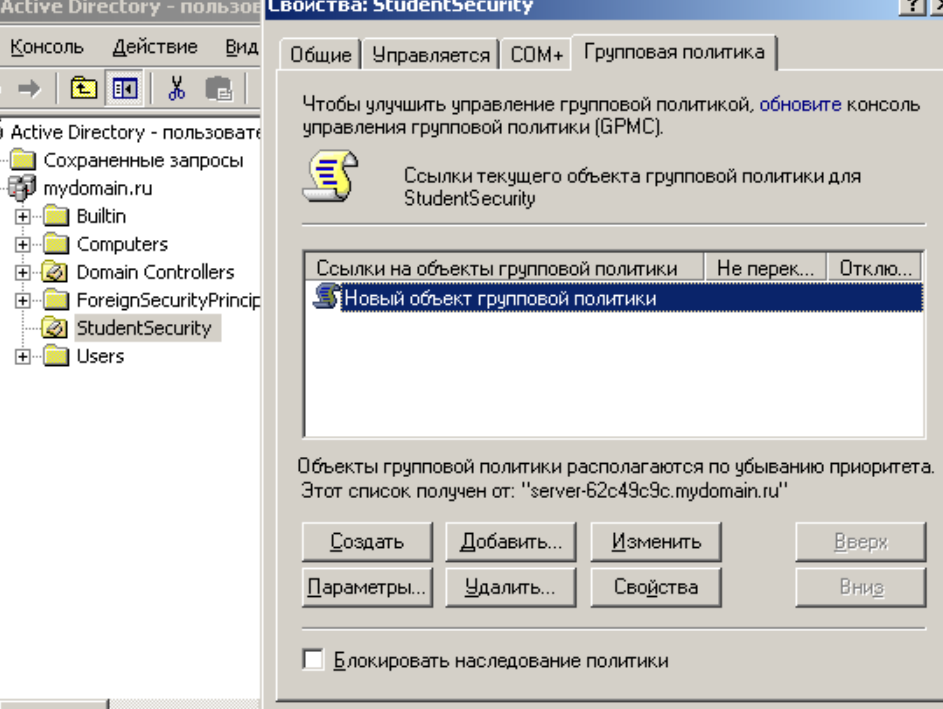 Active Directory - пользов
Свойства: StudentSecurity
Консоль Действие Вид
Active Directory - пользовате
Сохраненные запросы
mydomain.ru
Builtin
Computers
Domain Controllers
ForeignSecurityPrincip
StudentSecurity
Users
Общие Управляется COM+ Групповая политика
Чтобы улучшить управление групповой политикой, обновите консоль
управления групповой политики (GPMC).
Ссылки текущего объекта групповой политики для
StudentSecurity
Ссылки на объекты групповой политики Не перек... Отклю...
Новый объект групповой политики
Объекты групповой политики располагаются по убыванию приоритета.
Этот список получен от: "server-62c49c9c.mydomain.ru"
Создать Добавить... Изменить Вверх
Параметры... Удалить... Свойства Вниз
Блокировать наследование политики